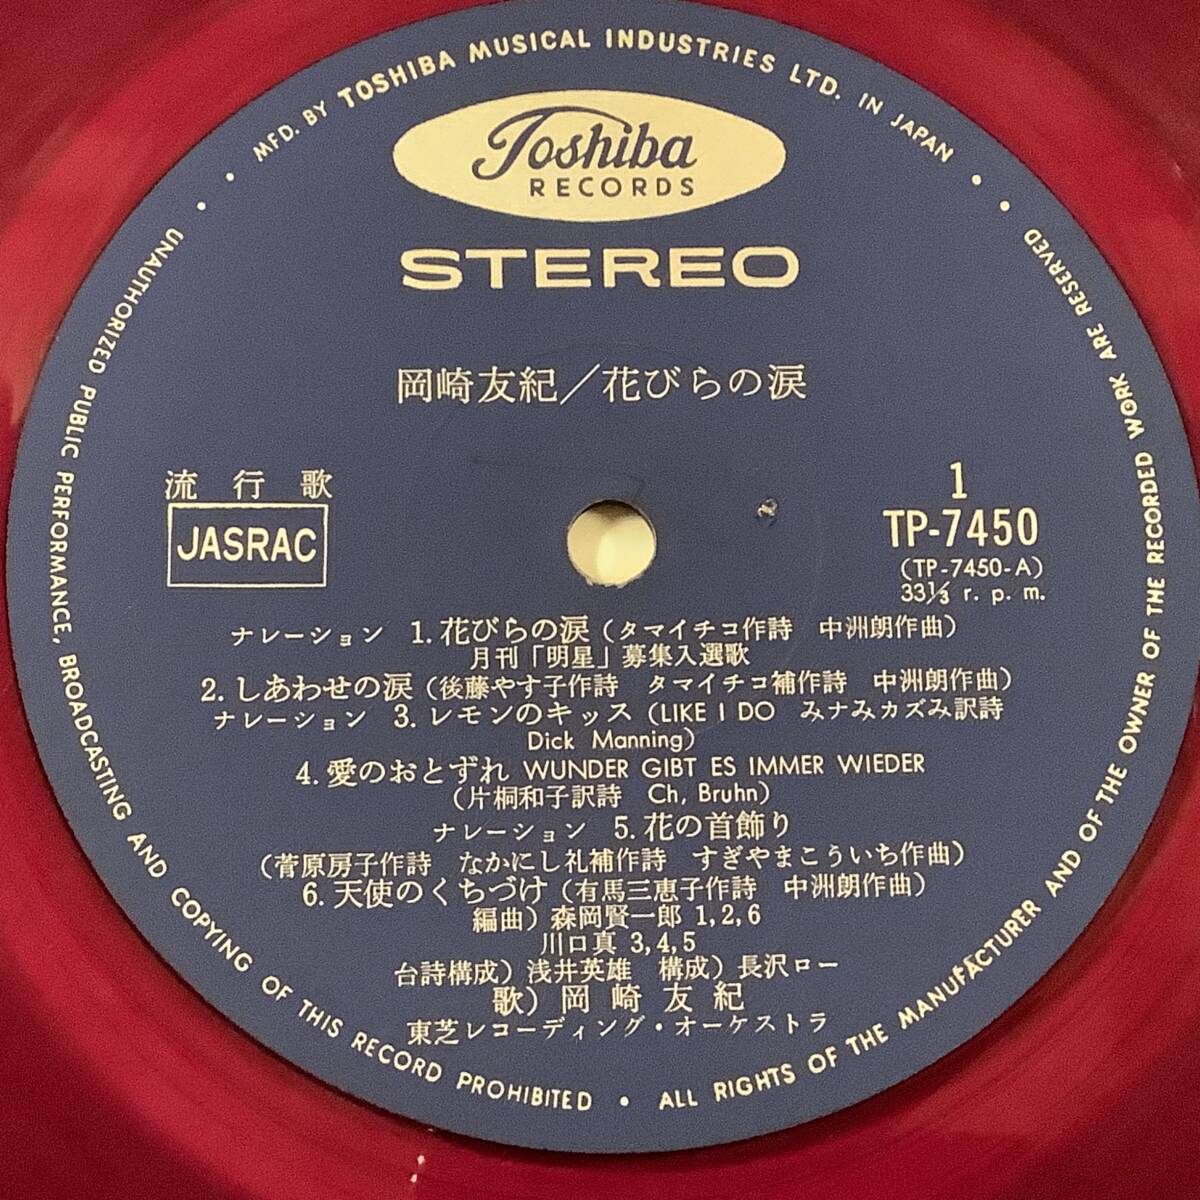 MFD. BY TOSHIBA MUSICAL INDUSTRIES LTD. IN JAPAN
Toshiba
RECORDS
STEREO
岡崎友紀/花びらの涙
流行歌
JASRAC
1
TP-7450
(TP-7450-A)
33⅓ r. p. m.
ナレーション 1. 花びらの涙 (タマイチコ作詩 中洲朗作曲)
月刊「明星」募集入選歌
2. しあわせの涙 (後藤やす子作詩 タマイチコ補作詩 中洲朗作曲)
ナレーション 3. レモンのキッス (LIKE I DO みナみカズみ訳詩
Dick Manning)
4. 愛のおとずれ WUNDER GIBT ES IMMER WIEDER
(片桐和子訳詩 Ch, Bruhn)
ナレーション 5. 花の首飾り
(菅原房子作詩 なかにし礼補作詩 すぎやまこういち作曲)
6. 天使のくちづけ (有馬三恵子作詩 中洲朗作曲)
編曲) 森岡賢一郎 1,2,6
川口真 3,4,5
台詩構成) 浅井英雄 構成) 長沢ロー
歌) 岡崎友紀
東芝レコーディング・オーケストラ
UNAUTHORIZED PUBLIC PERFORMANCE, BROADCASTING AND COPYING OF THIS RECORD PROHIBITED • ALL RIGHTS OF THE MANUFACTURER AND OF THE OWNER OF THE RECORDED WORK ARE RESERVED